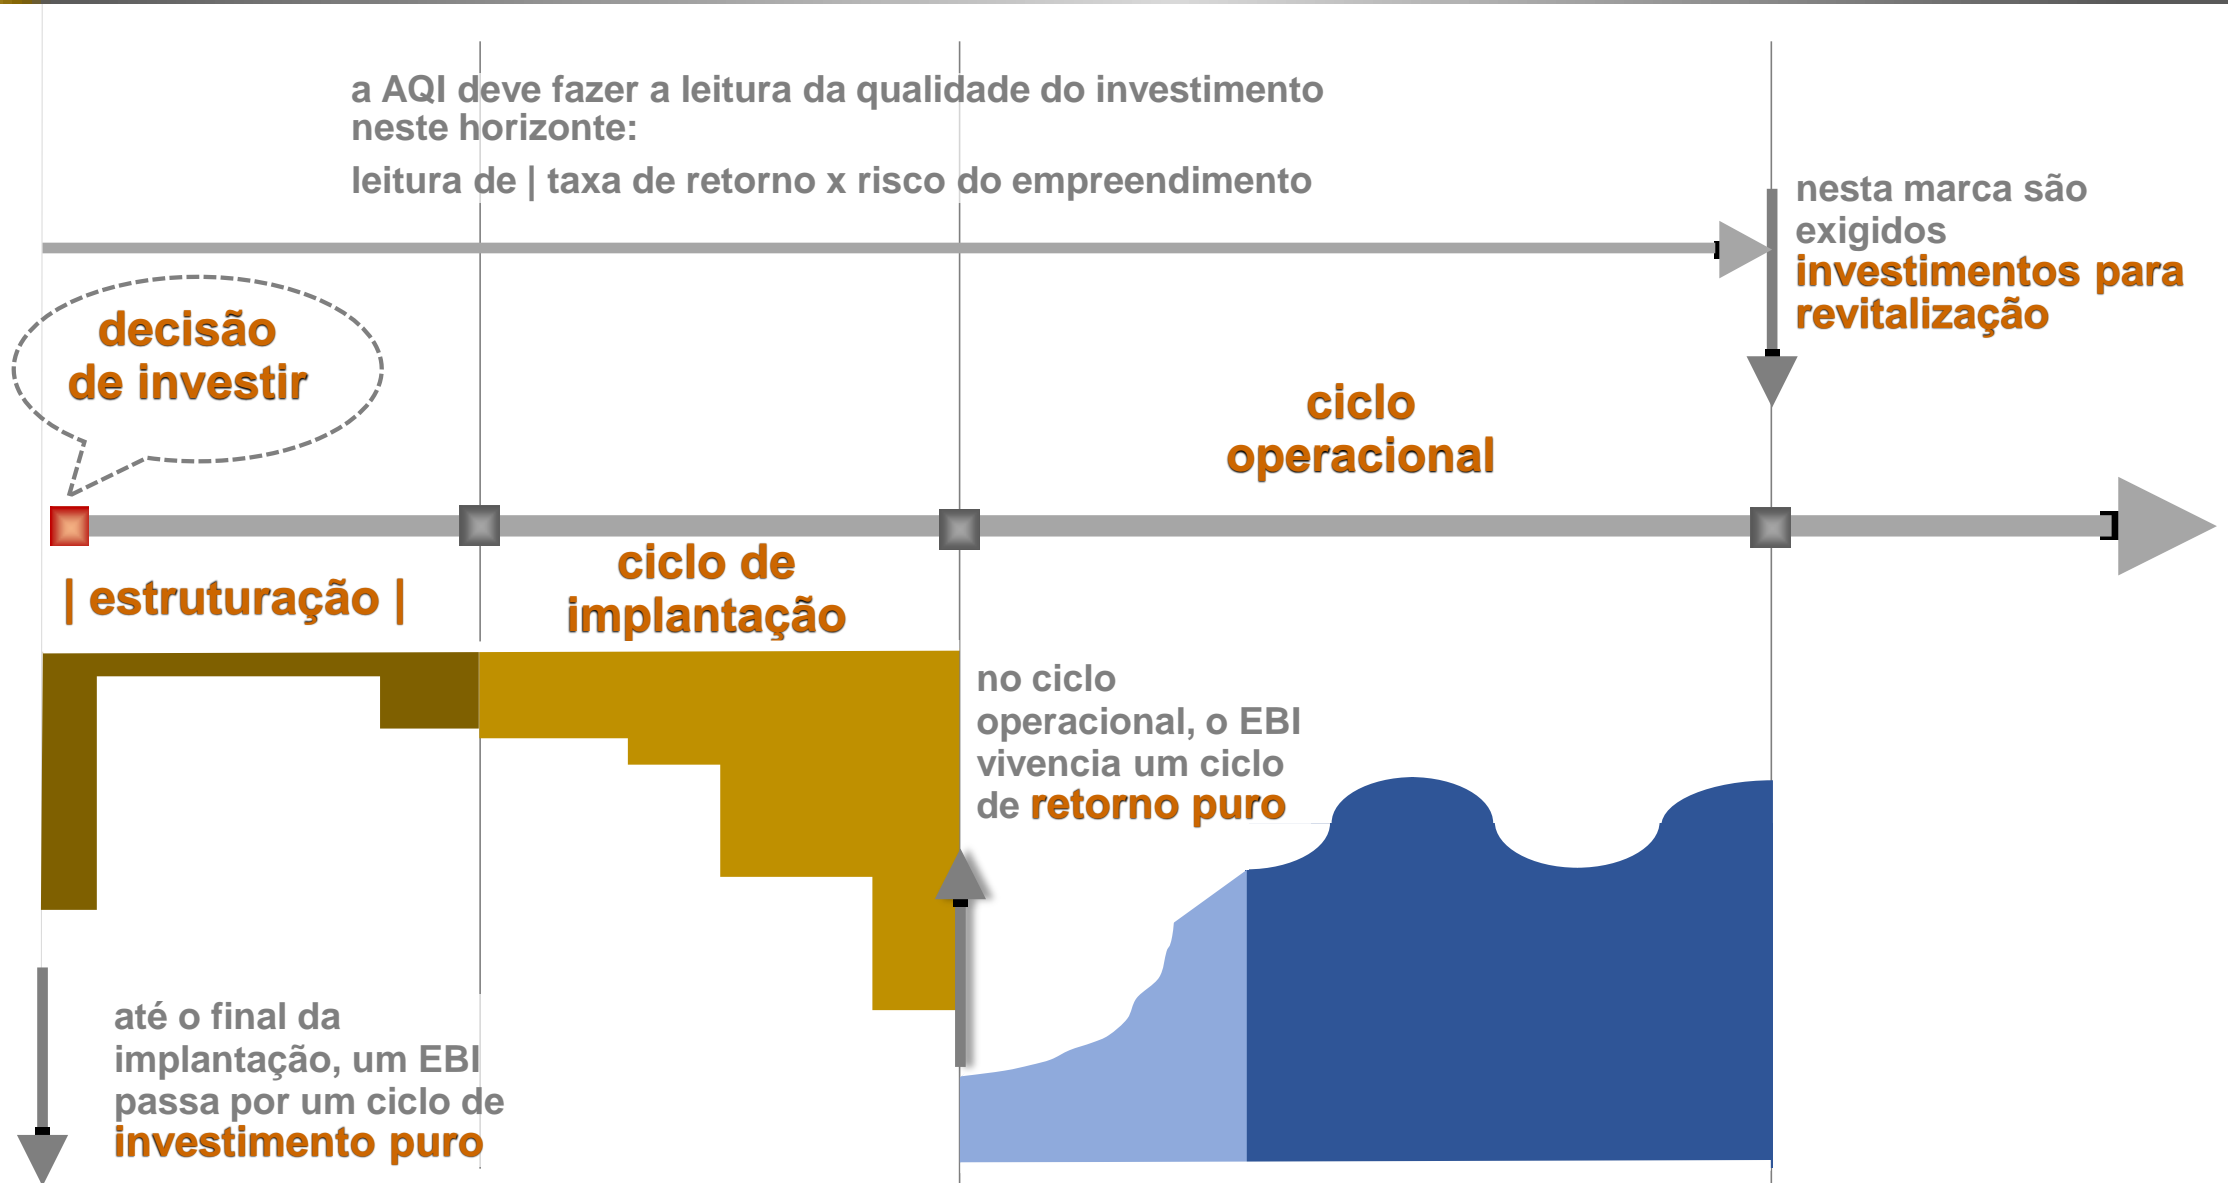 a AQI deve fazer a leitura da qualidade do investimento
neste horizonte:
leitura de | taxa de retorno x risco do empreendimento
nesta marca são
exigidos
investimentos para
revitalização
decisão
de investir
ciclo
operacional
| estruturação |
ciclo de
implantação
no ciclo
operacional, o EBI
vivencia um ciclo
de retorno puro
até o final da
implantação, um EBI
passa por um ciclo de
investimento puro